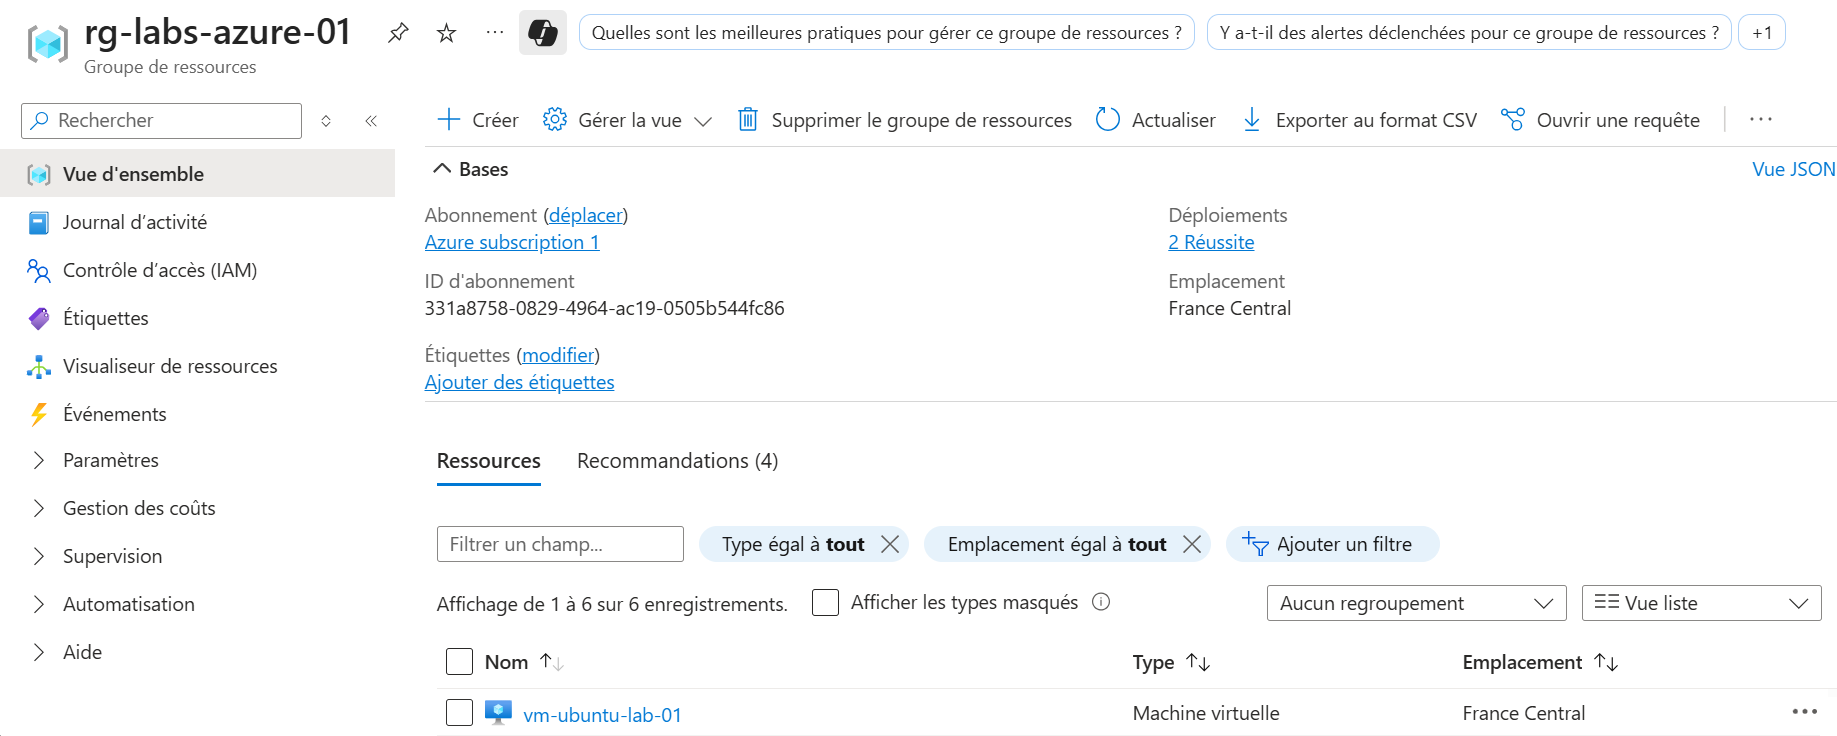 rg-labs-azure-01
Groupe de ressources
Quelles sont les meilleures pratiques pour gérer ce groupe de ressources ?
Y a-t-il des alertes déclenchées pour ce groupe de ressources ?
+1
Rechercher
Vue d'ensemble
Journal d’activité
Contrôle d’accès (IAM)
Étiquettes
Visualiseur de ressources
Événements
Paramètres
Gestion des coûts
Supervision
Automatisation
Aide
Créer
Gérer la vue
Supprimer le groupe de ressources
Actualiser
Exporter au format CSV
Ouvrir une requête
Bases
Vue JSON
Abonnement (déplacer)
Azure subscription 1
ID d'abonnement
331a8758-0829-4964-ac19-0505b544fc86
Étiquettes (modifier)
Ajouter des étiquettes
Déploiements
2 Réussite
Emplacement
France Central
Ressources
Recommandations (4)
Filtrer un champ...
Type égal à tout
Emplacement égal à tout
Ajouter un filtre
Affichage de 1 à 6 sur 6 enregistrements.
Afficher les types masqués
Aucun regroupement
Vue liste
Nom
Type
Emplacement
vm-ubuntu-lab-01
Machine virtuelle
France Central